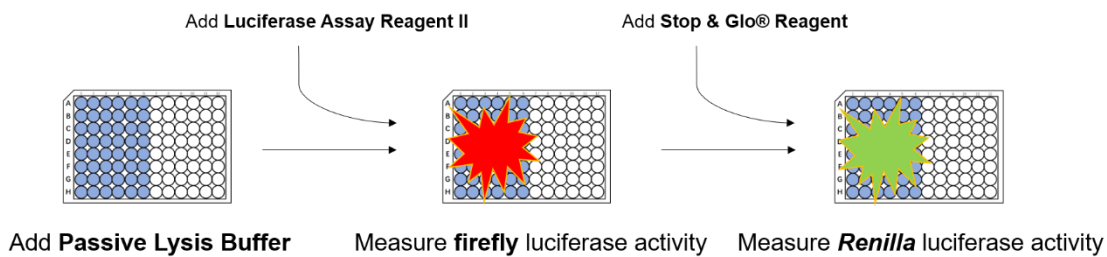 Add Luciferase Assay Reagent II
Add Stop & Glo® Reagent
A
B
C
D
E
F
G
H
A
B
C
D
E
F
G
H
A
B
C
D
E
F
G
H
Add Passive Lysis Buffer
Measure firefly luciferase activity
Measure Renilla luciferase activity